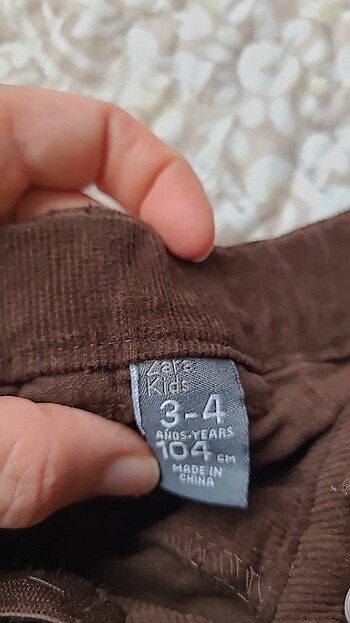 Zara
Kids
3-4
AÑOS-YEARS
104 CM
MADE IN
CHINA